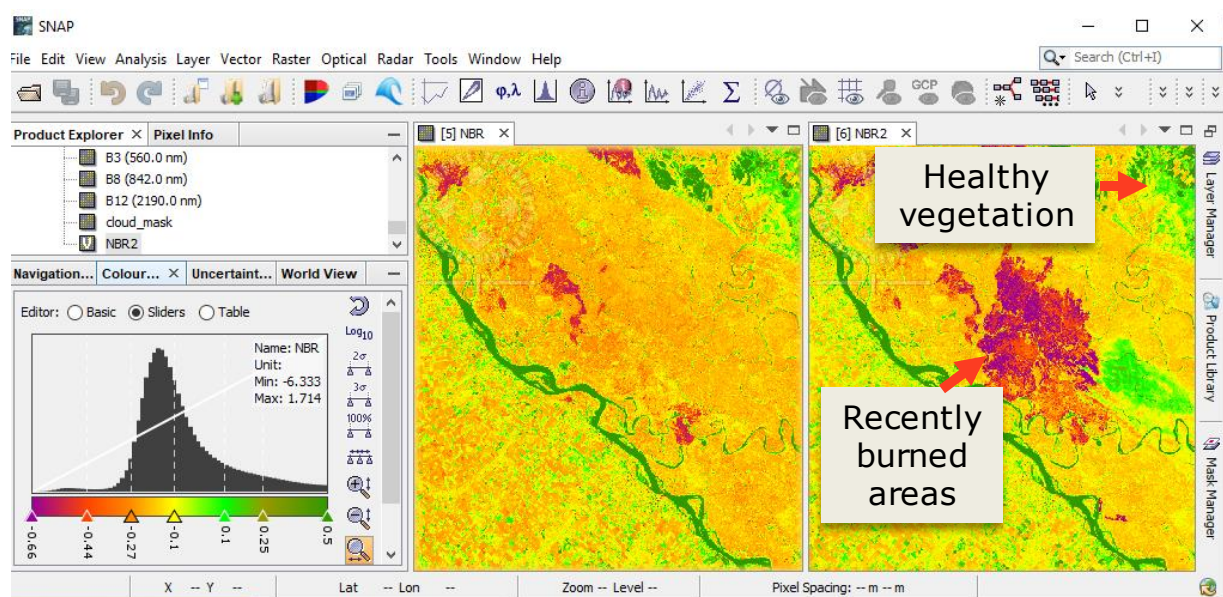 SNAP
File Edit View Analysis Layer Vector Raster Optical Radar Tools Window Help
Search (Ctrl+I)
φ,λ
Σ
GCP
Product Explorer × Pixel Info
B3 (560.0 nm)
B8 (842.0 nm)
B12 (2190.0 nm)
cloud_mask
NBR2
Navigation... Colour... × Uncertaint... World View
Editor: Basic Sliders Table
Name: NBR
Unit:
Min: -6.333
Max: 1.714
Log10
2σ
3σ
100%
-0.66 -0.44 -0.27 -0.1 0.1 0.25 0.5
[5] NBR ×
[6] NBR2 ×
Healthy
vegetation
Recently
burned
areas
Layer Manager
Product Library
Mask Manager
X -- Y -- Lat -- Lon -- Zoom -- Level -- Pixel Spacing: -- m -- m